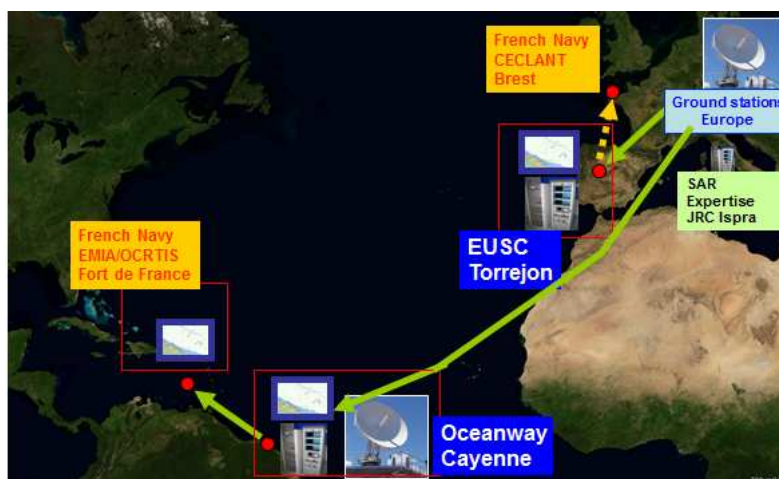 French Navy
CECLANT
Brest
Ground stations
Europe
SAR
Expertise
JRC Ispra
EUSC
Torrejon
French Navy
EMIA/OCRTIS
Fort de France
Oceanway
Cayenne